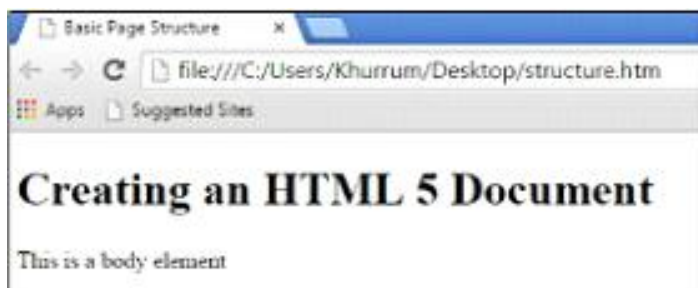 Basic Page Structure
file:///C:/Users/Khurrum/Desktop/structure.htm
Apps Suggested Sites
Creating an HTML 5 Document
This is a body element